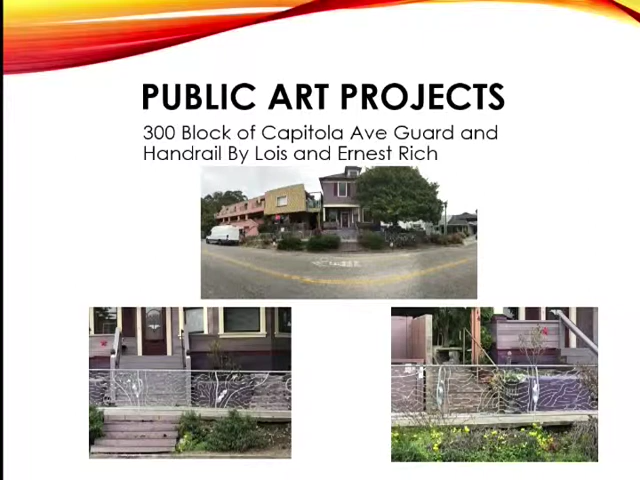 PUBLIC ART PROJECTS
300 Block of Capitola Ave Guard and
Handrail By Lois and Ernest Rich